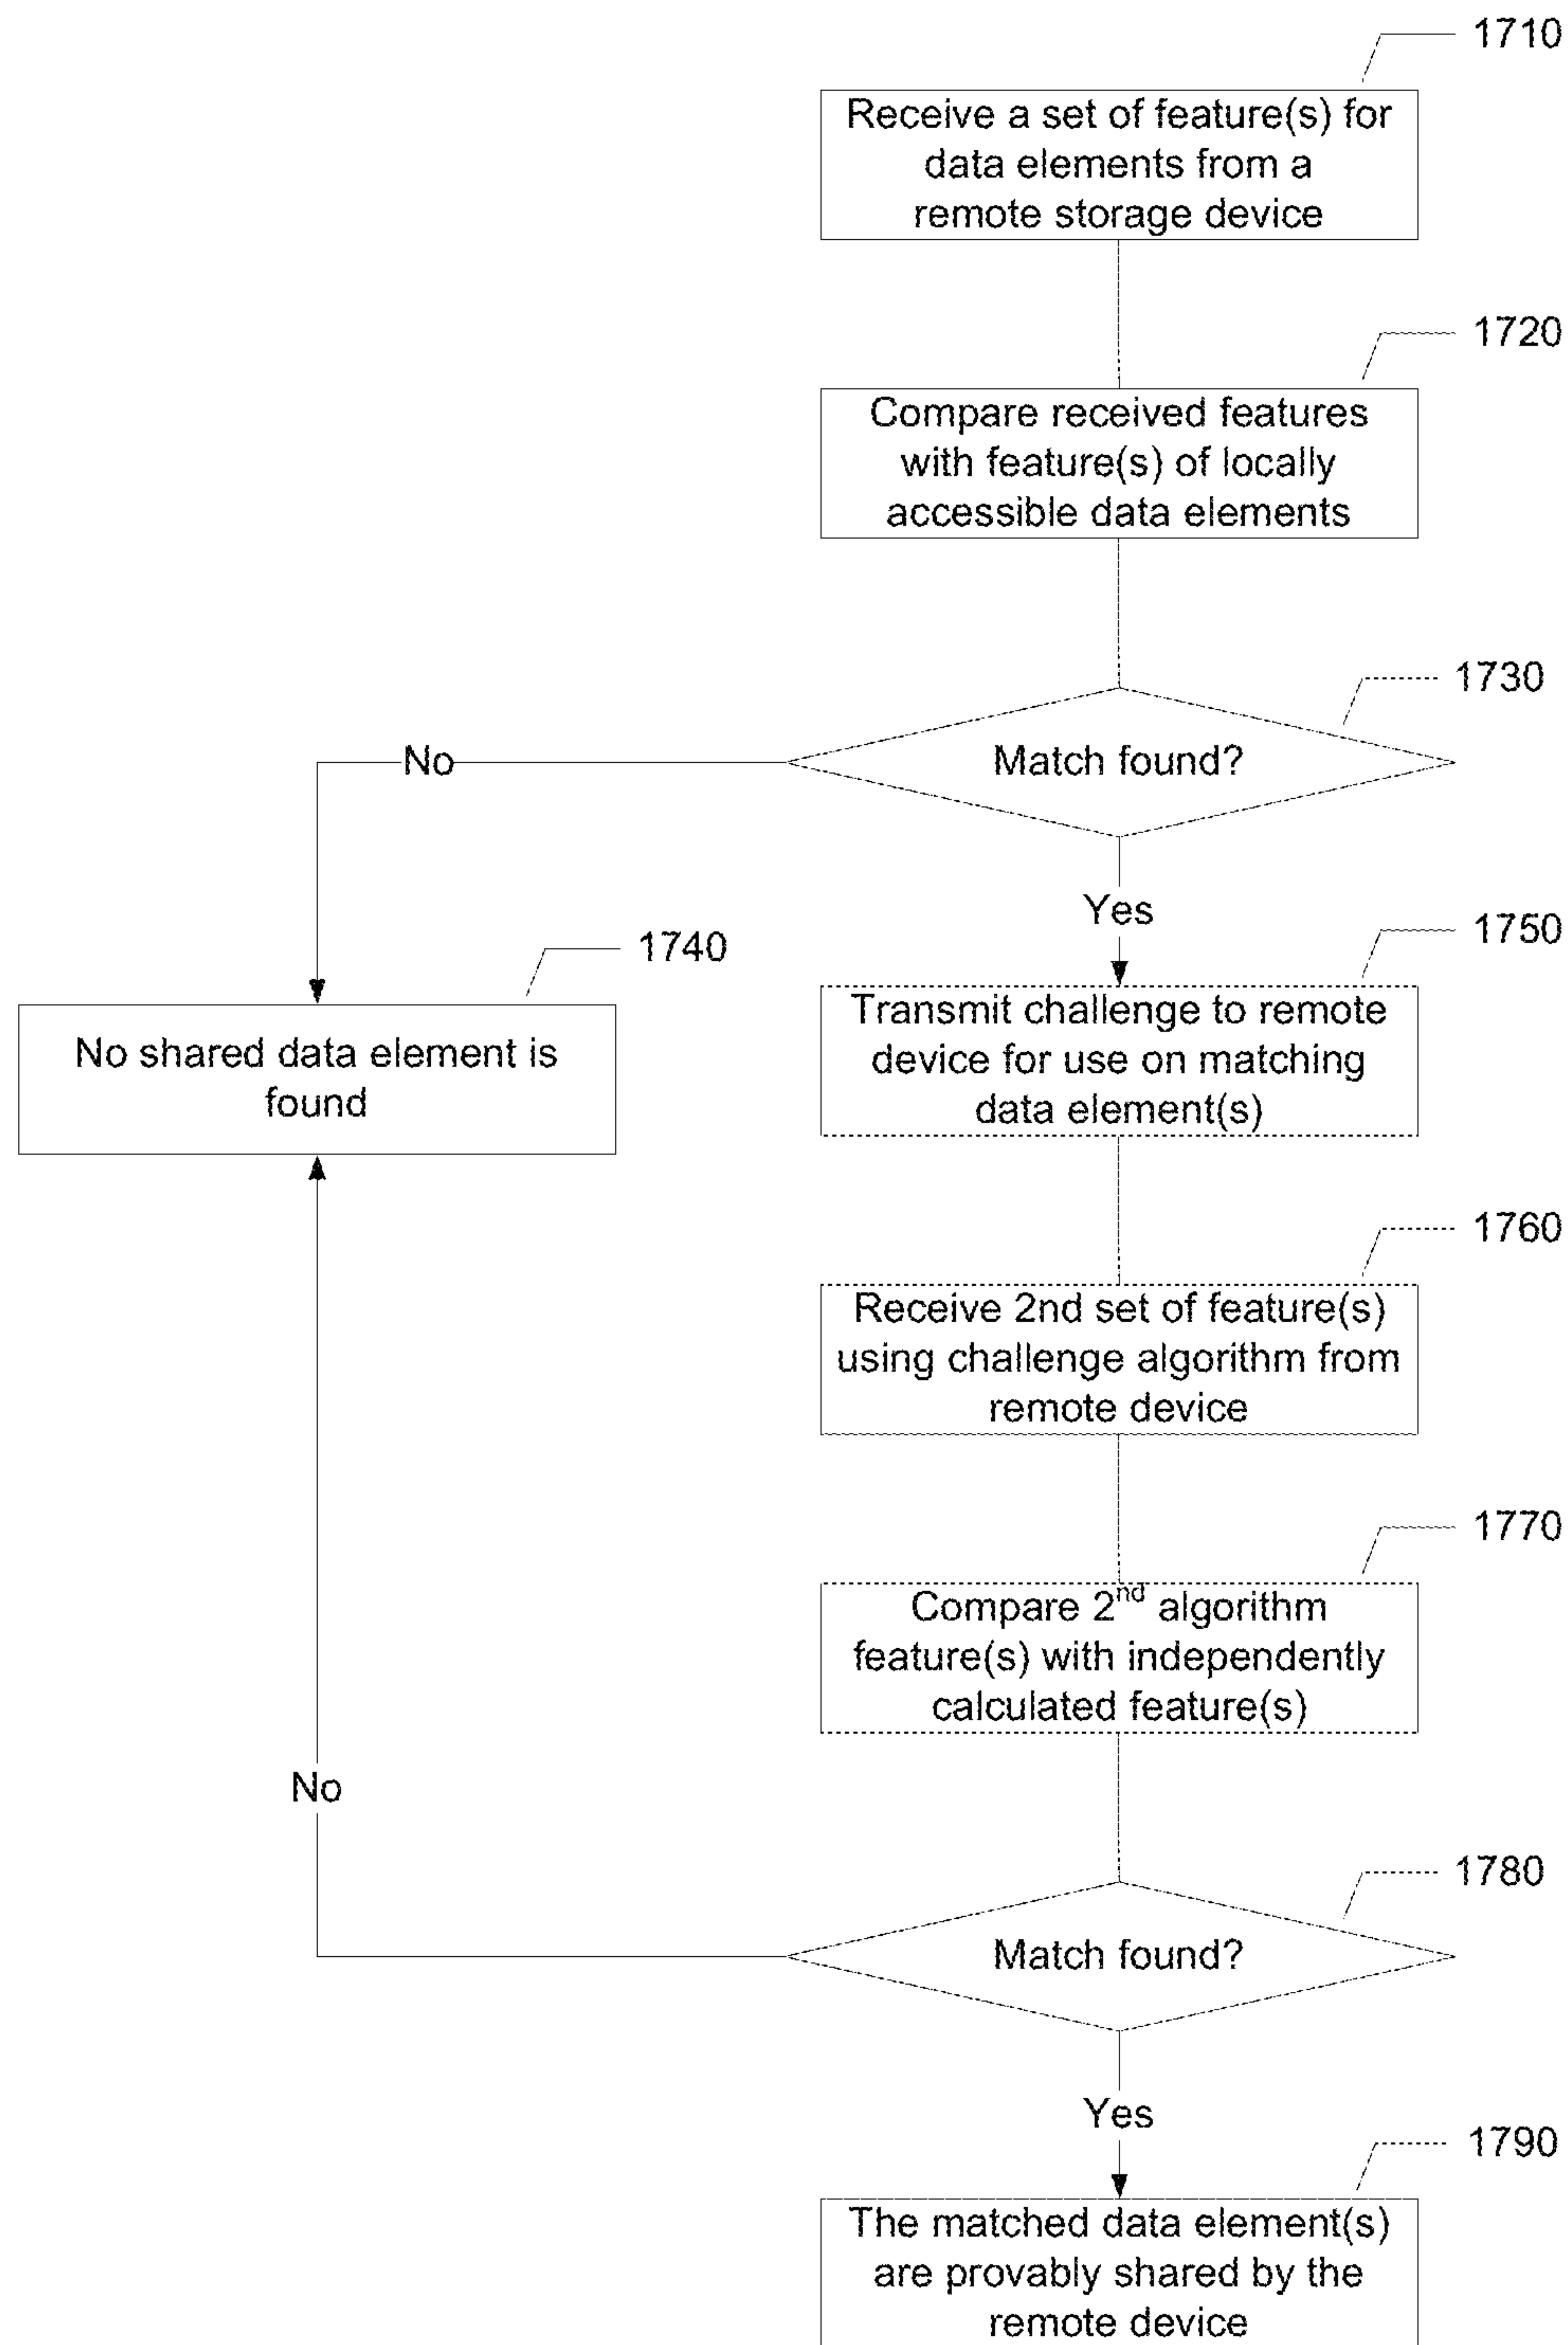 1710
Receive a set of feature(s) for
data elements from a
remote storage device
1720
Compare received features
with feature(s) of locally
accessible data elements
1730
Match found?
No
Yes
1740
No shared data element is
found
1750
Transmit challenge to remote
device for use on matching
data element(s)
1760
Receive 2nd set of feature(s)
using challenge algorithm from
remote device
1770
Compare 2nd algorithm
feature(s) with independently
calculated feature(s)
No
1780
Match found?
Yes
1790
The matched data element(s)
are provably shared by the
remote device